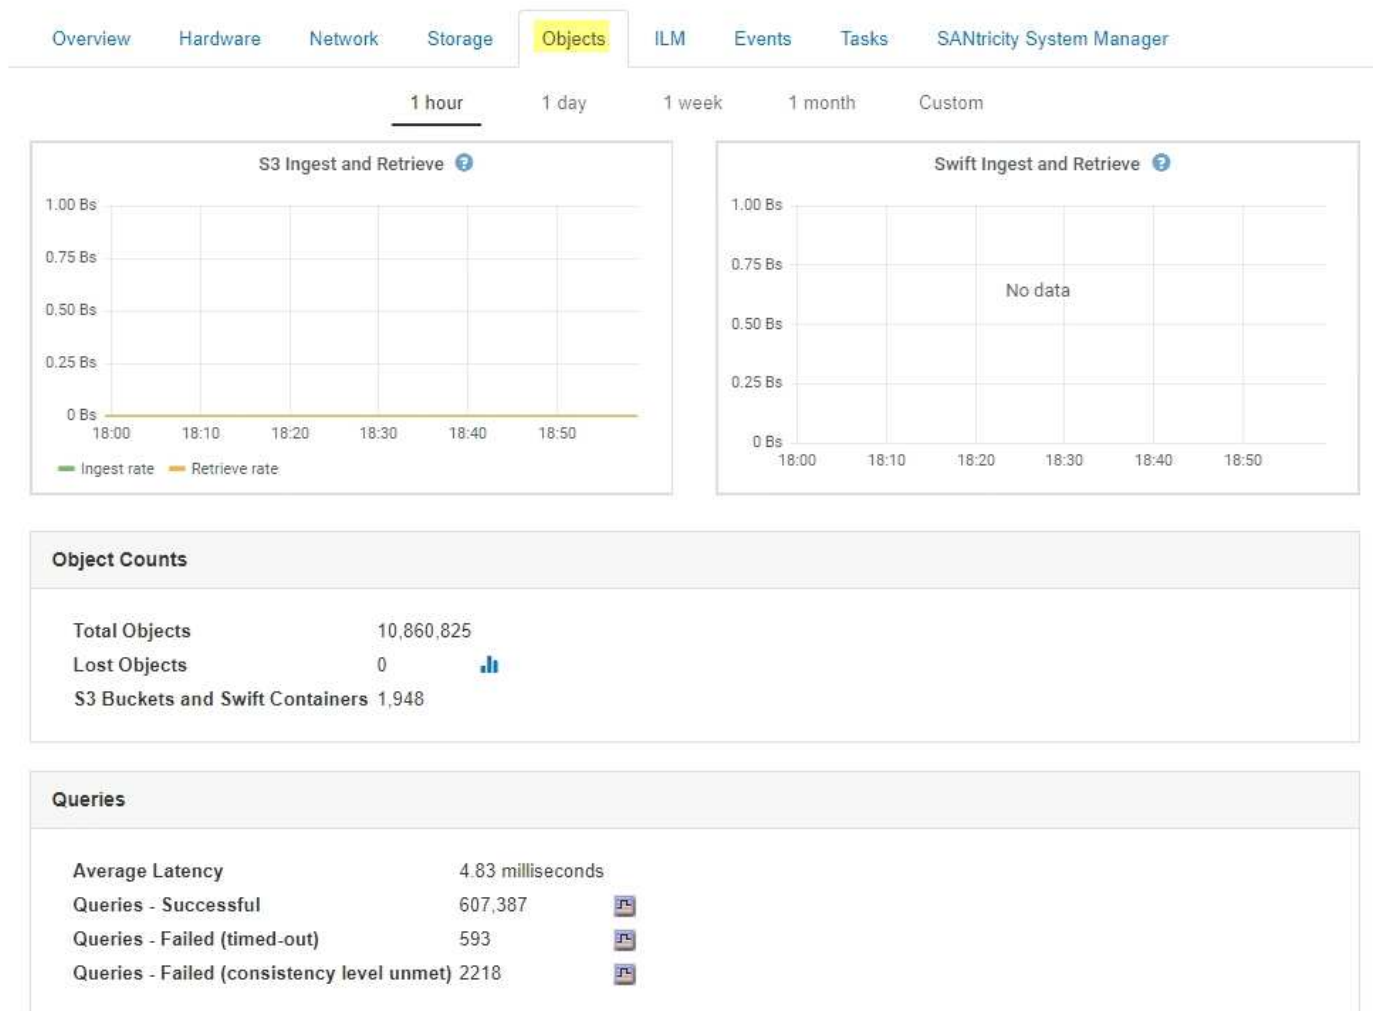 Overview Hardware Network Storage Objects ILM Events Tasks SANtricity System Manager
1 hour 1 day 1 week 1 month Custom
S3 Ingest and Retrieve ?
1.00 Bs
0.75 Bs
0.50 Bs
0.25 Bs
0 Bs
18:00 18:10 18:20 18:30 18:40 18:50
Ingest rate Retrieve rate
Swift Ingest and Retrieve ?
1.00 Bs
0.75 Bs
No data
0.50 Bs
0.25 Bs
0 Bs
18:00 18:10 18:20 18:30 18:40 18:50
Object Counts
Total Objects 10,860,825
Lost Objects 0
S3 Buckets and Swift Containers 1,948
Queries
Average Latency 4.83 milliseconds
Queries - Successful 607,387
Queries - Failed (timed-out) 593
Queries - Failed (consistency level unmet) 2218